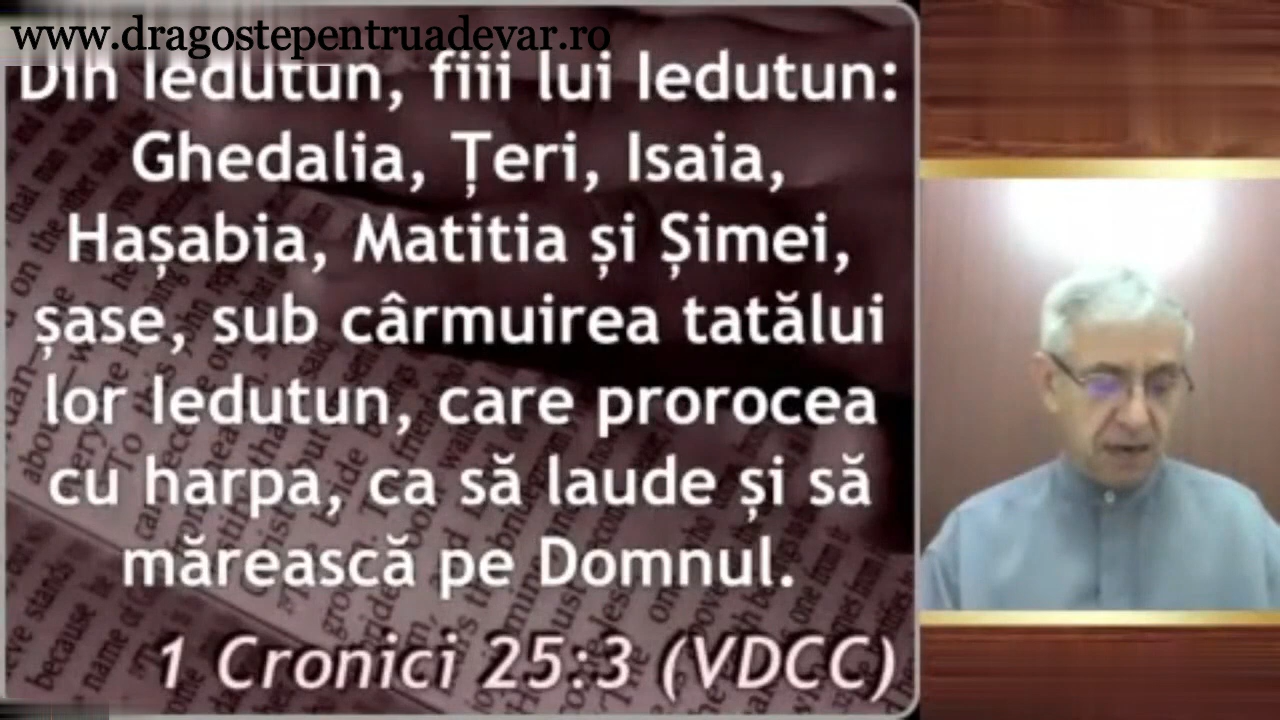 www.dragostepentruadevar.ro
Din Iedutun, fiii lui Iedutun:
Ghedalia, Țeri, Isaia,
Hașabia, Matitia și Șimei,
șase, sub cârmuirea tatălui
lor Iedutun, care prorocea
cu harpa, ca să laude și să
mărească pe Domnul.
1 Cronici 25:3 (VDCC)